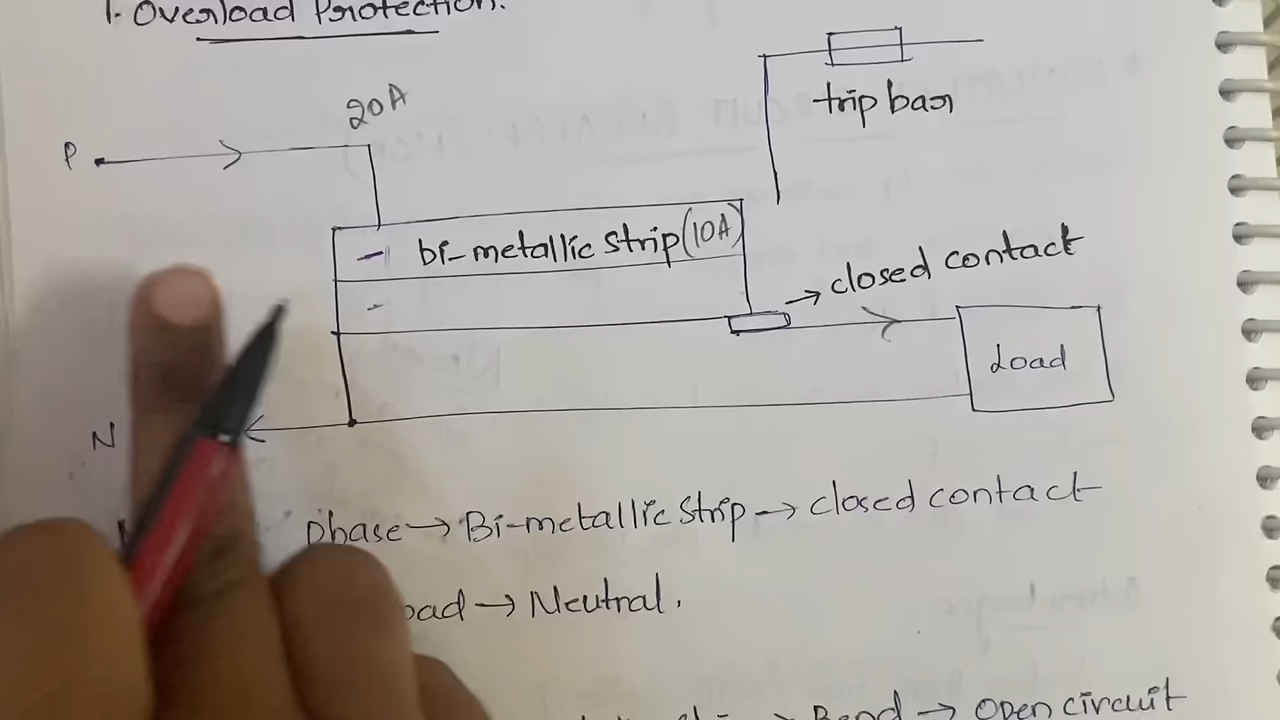 1. Overload Protection.
20A
P
trip bar
bi-metallic strip(10A)
→ closed contact
Load
N
phase → Bi-metallic strip → closed contact
→ Neutral.
→ Bend → open circuit